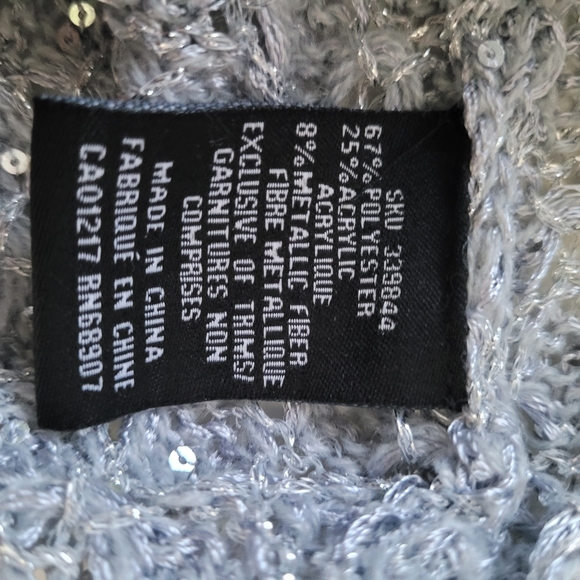 SKU 339844
67% POLYESTER
25% ACRYLIC
ACRYLIQUE
8% METALLIC FIBER
FIBRE METALLIQUE
EXCLUSIVE OF TRIMS/
GARNITURES NON
COMPRISES
MADE IN CHINA
FABRIQUÉ EN CHINE
CA01217 RN68907